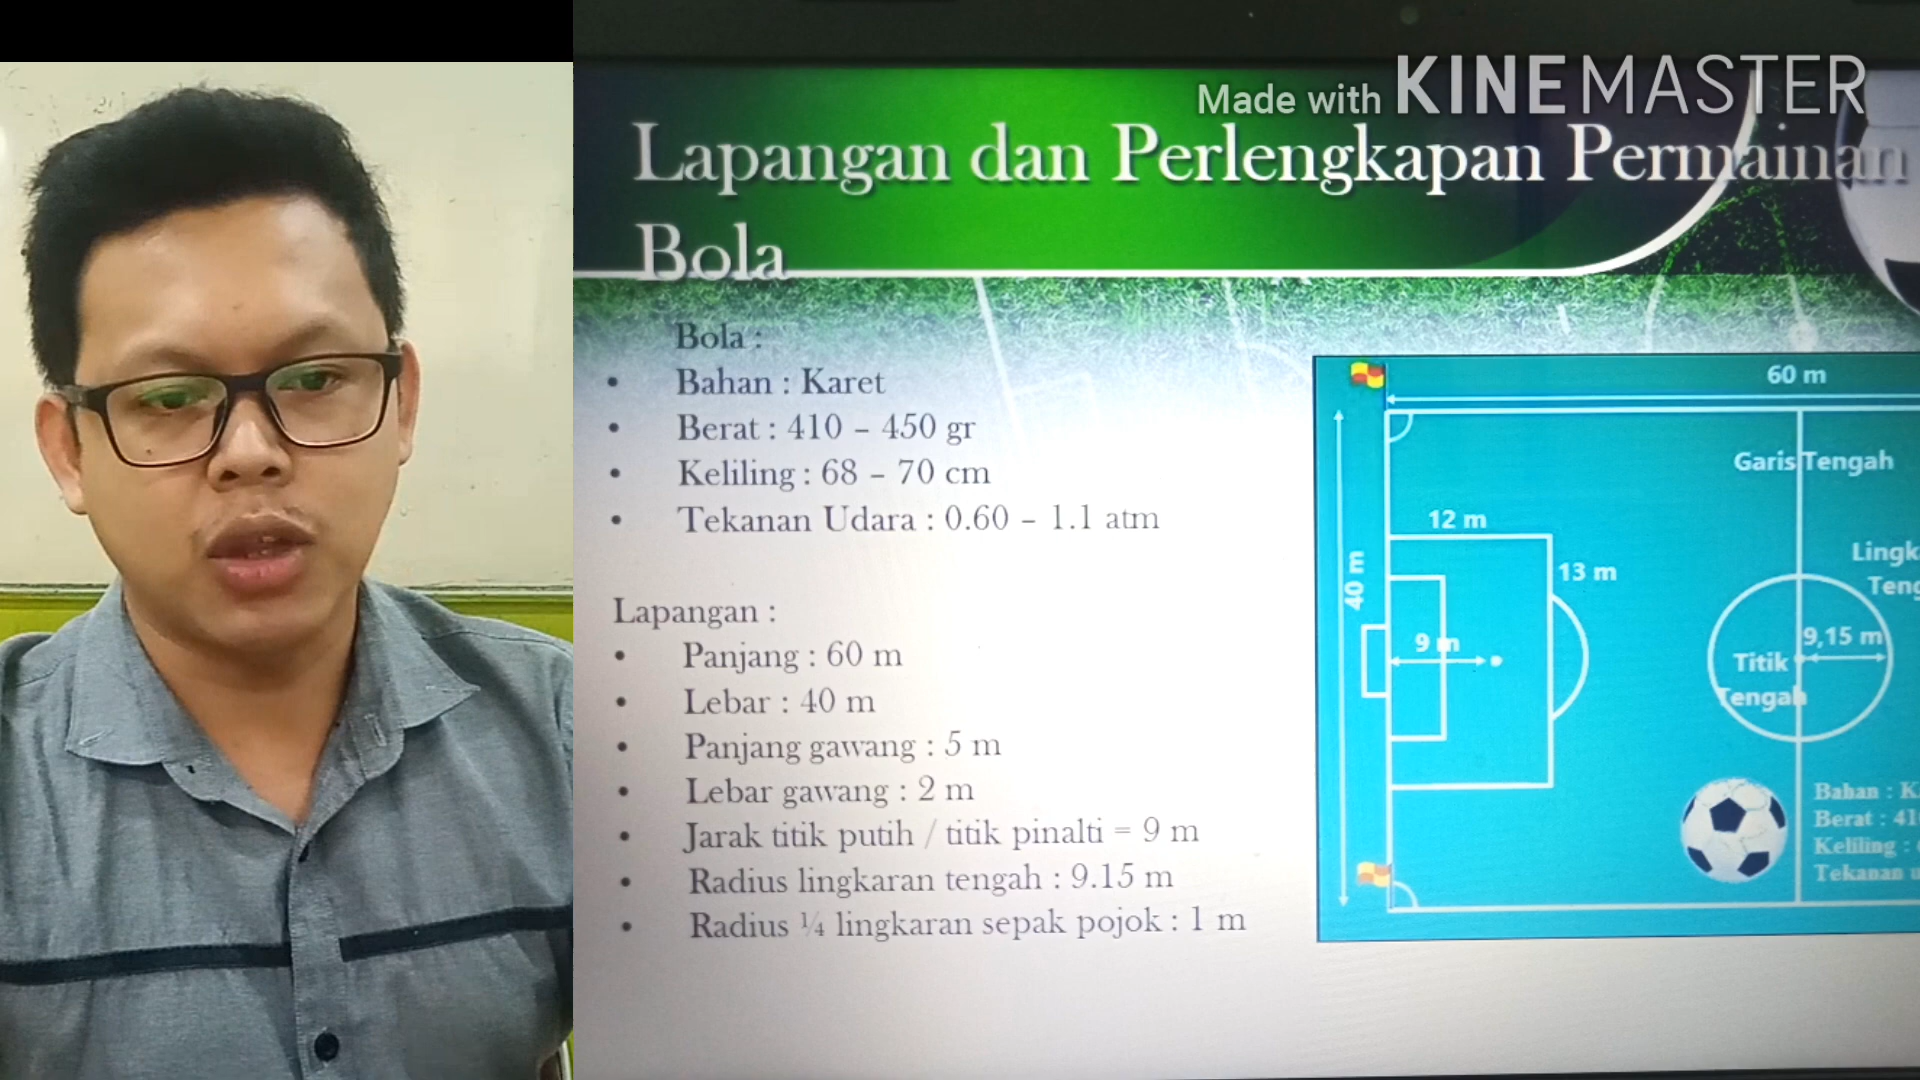 Made with KINEMASTER
Lapangan dan Perlengkapan Permainan
Bola
Bola :
• Bahan : Karet
• Berat : 410 – 450 gr
• Keliling : 68 – 70 cm
• Tekanan Udara : 0.60 – 1.1 atm
Lapangan :
• Panjang : 60 m
• Lebar : 40 m
• Panjang gawang : 5 m
• Lebar gawang : 2 m
• Jarak titik putih / titik pinalti = 9 m
• Radius lingkaran tengah : 9.15 m
• Radius ¼ lingkaran sepak pojok : 1 m
60 m
Garis Tengah
12 m
13 m
40 m
9 m
Lingk
Teng
9,15 m
Titik
Tengah
Bahan : K
Berat : 41
Keliling :
Tekanan u